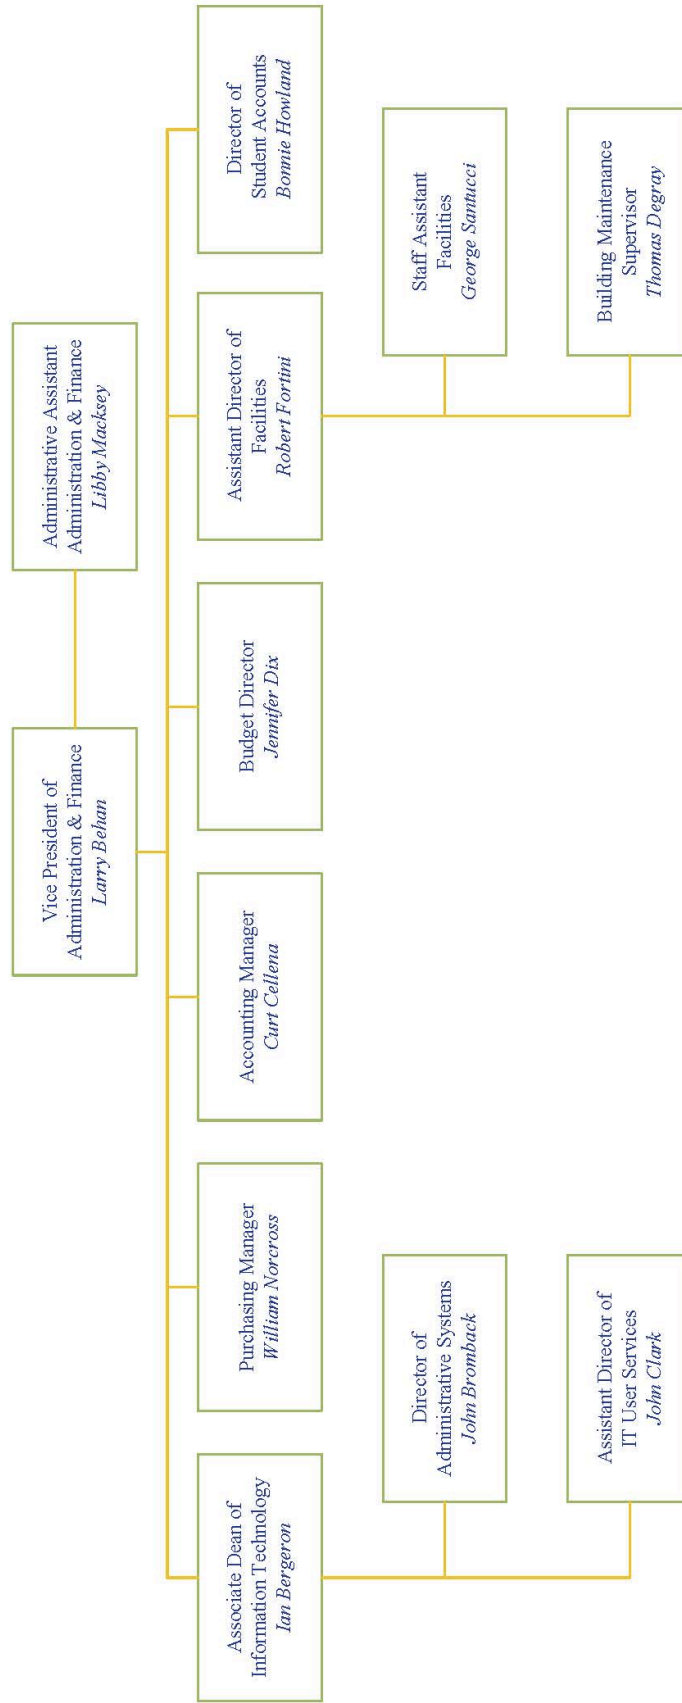 Vice President of
Administration & Finance
Larry Behan
Administrative Assistant
Administration & Finance
Libby Macksey
Associate Dean of
Information Technology
Ian Bergeron
Purchasing Manager
William Norcross
Accounting Manager
Curt Cellena
Budget Director
Jennifer Dix
Assistant Director of
Facilities
Robert Fortini
Director of
Student Accounts
Bonnie Howland
Director of
Administrative Systems
John Bromback
Staff Assistant
Facilities
George Santucci
Assistant Director of
IT User Services
John Clark
Building Maintenance
Supervisor
Thomas Degray